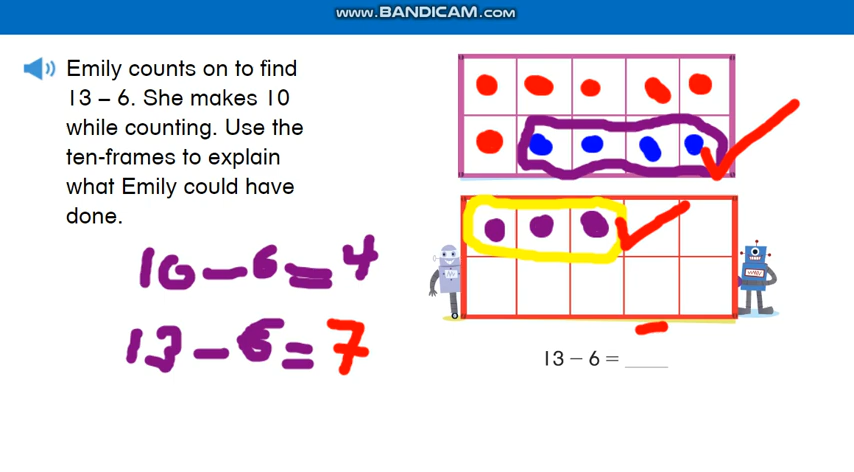 www.BANDICAM.com
Emily counts on to find
13 – 6. She makes 10
while counting. Use the
ten-frames to explain
what Emily could have
done.
10 – 6 = 4
13 – 6 = 7
13 – 6 = ____